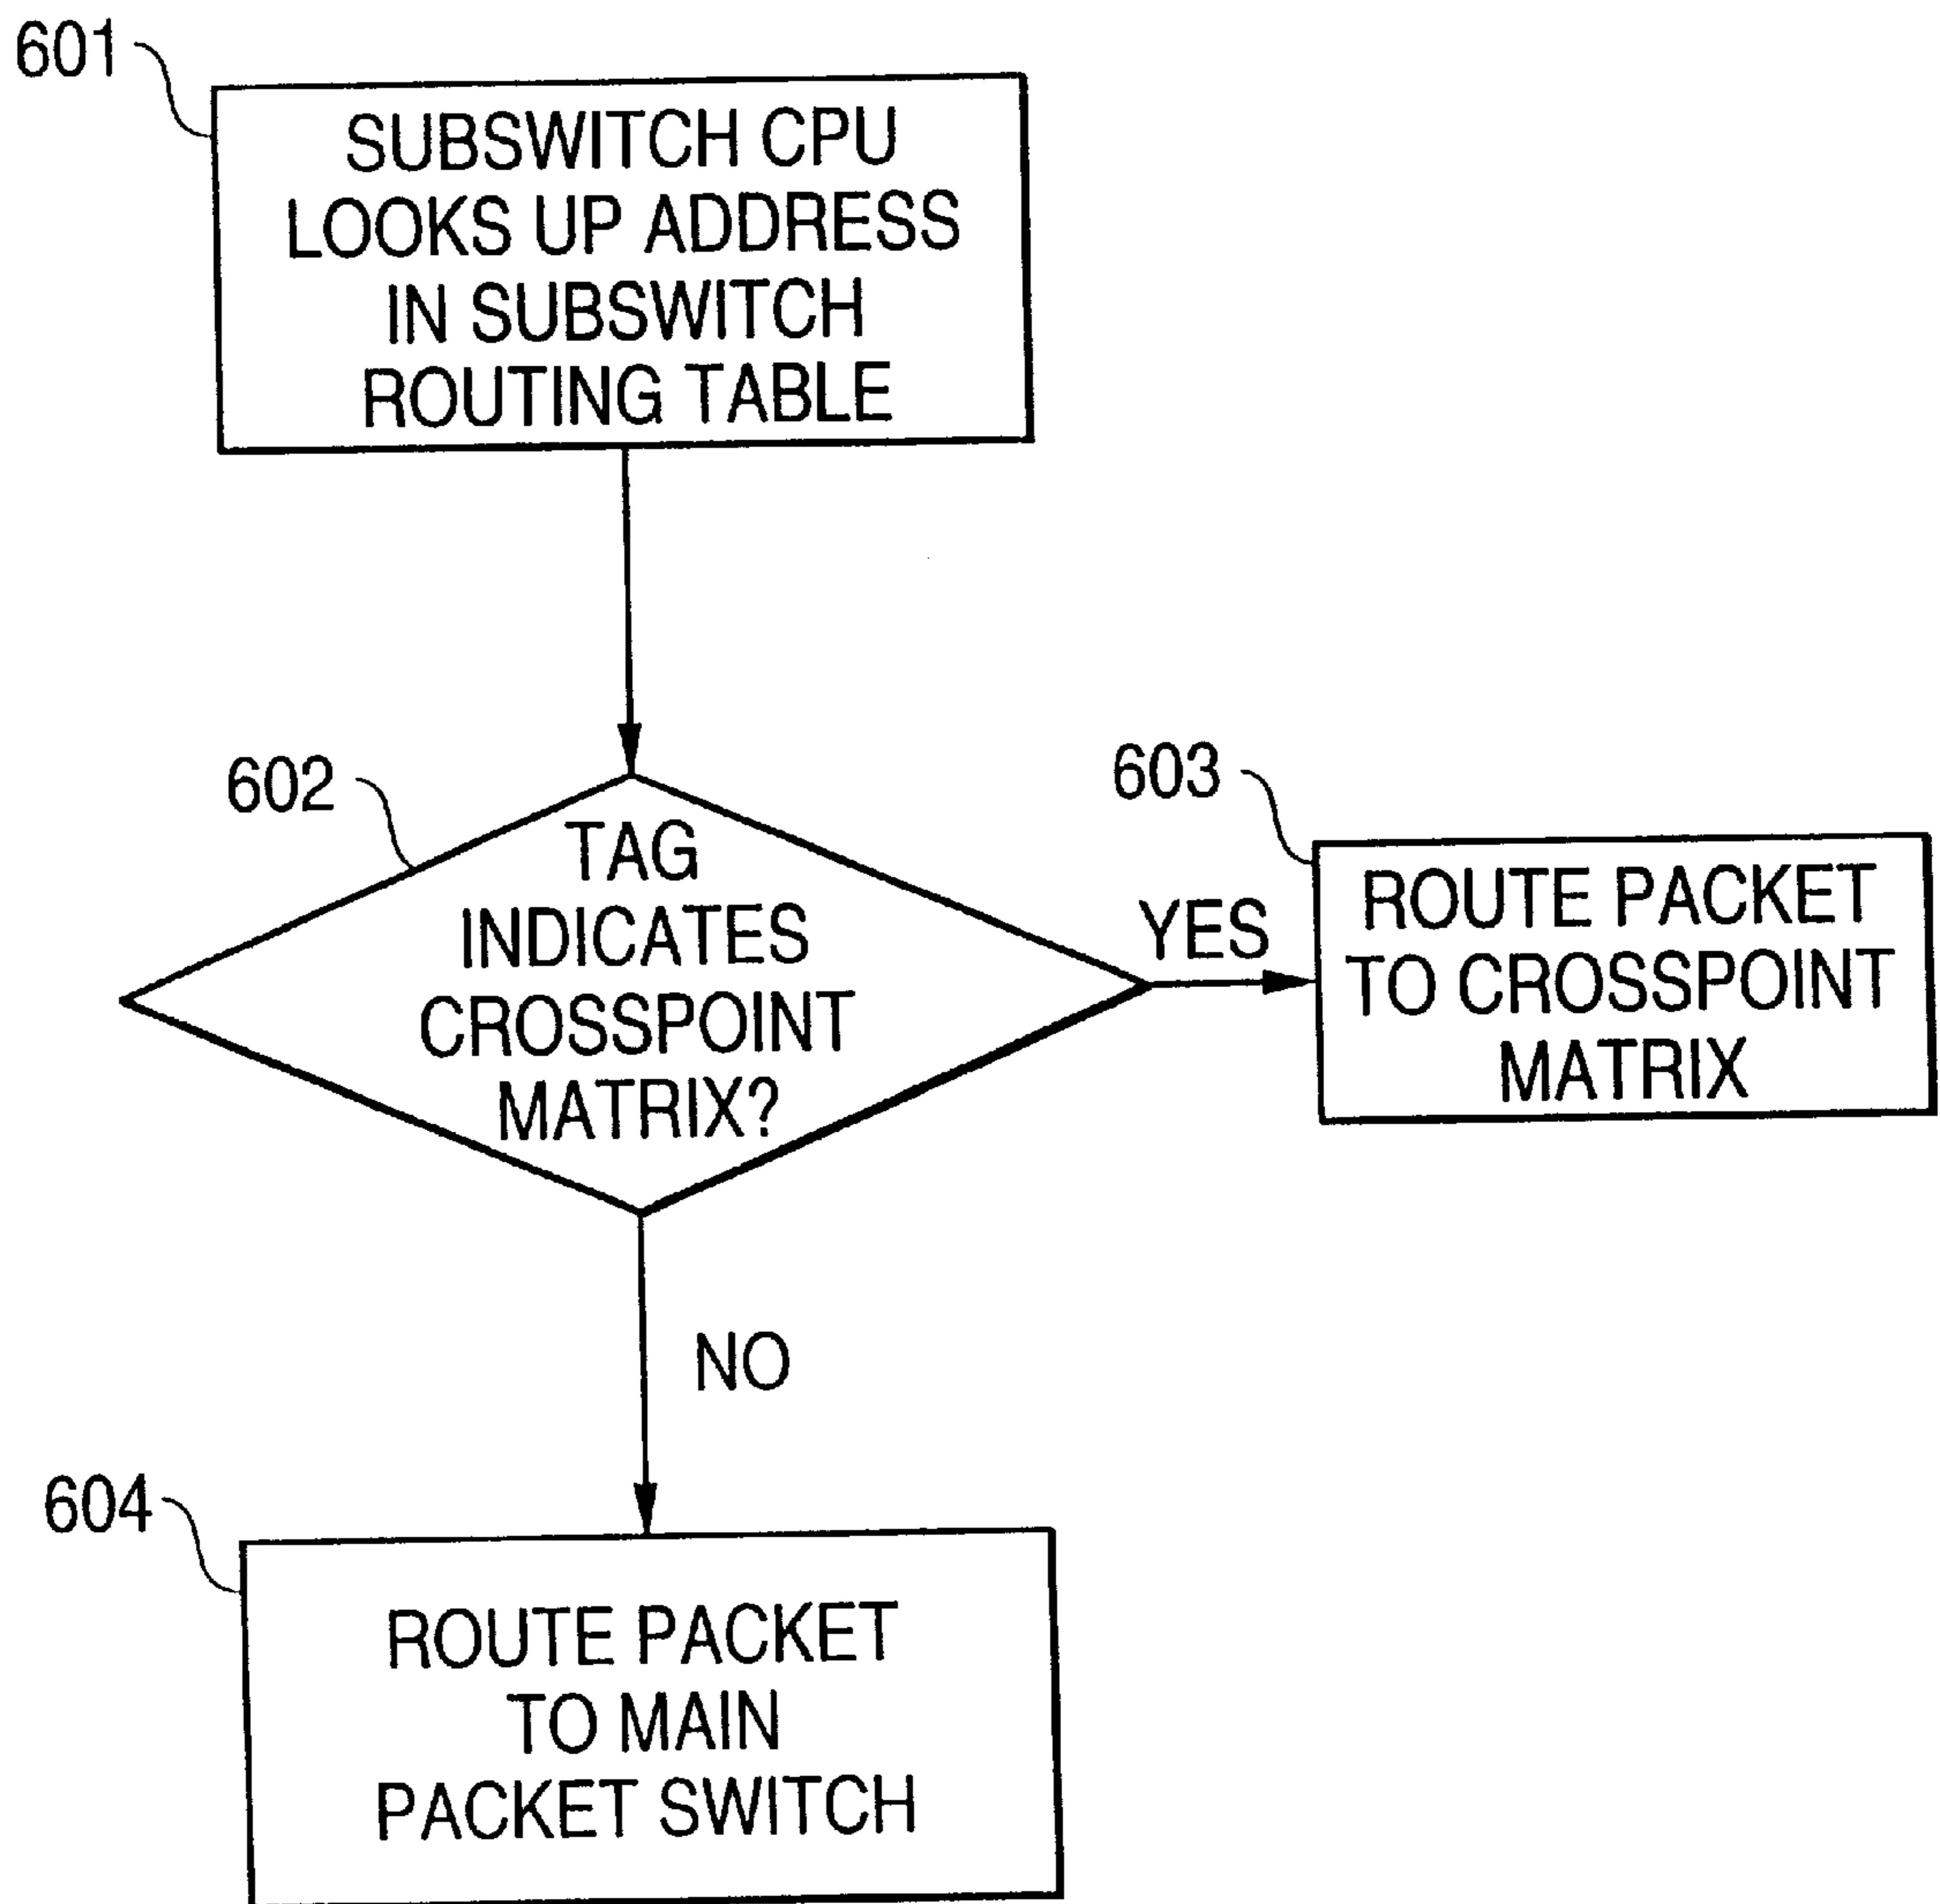 601
SUBSWITCH CPU
LOOKS UP ADDRESS
IN SUBSWITCH
ROUTING TABLE
602
TAG
INDICATES
CROSSPOINT
MATRIX?
YES
603
ROUTE PACKET
TO CROSSPOINT
MATRIX
NO
604
ROUTE PACKET
TO MAIN
PACKET SWITCH